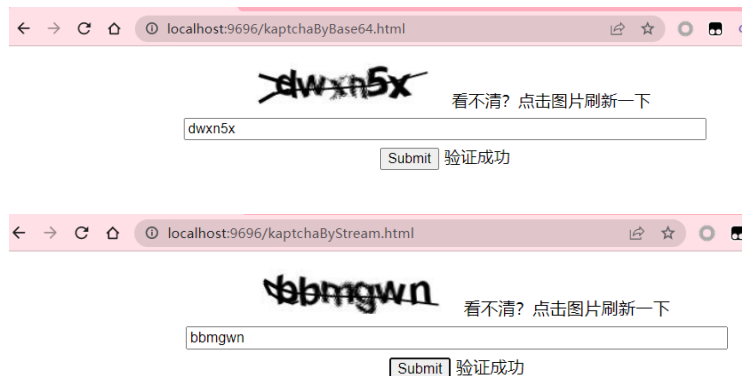 localhost:9696/kaptchaByBase64.html
dwxn5x 看不清？点击图片刷新一下
dwxn5x
Submit 验证成功
localhost:9696/kaptchaByStream.html
bbmgwn 看不清？点击图片刷新一下
bbmgwn
Submit 验证成功